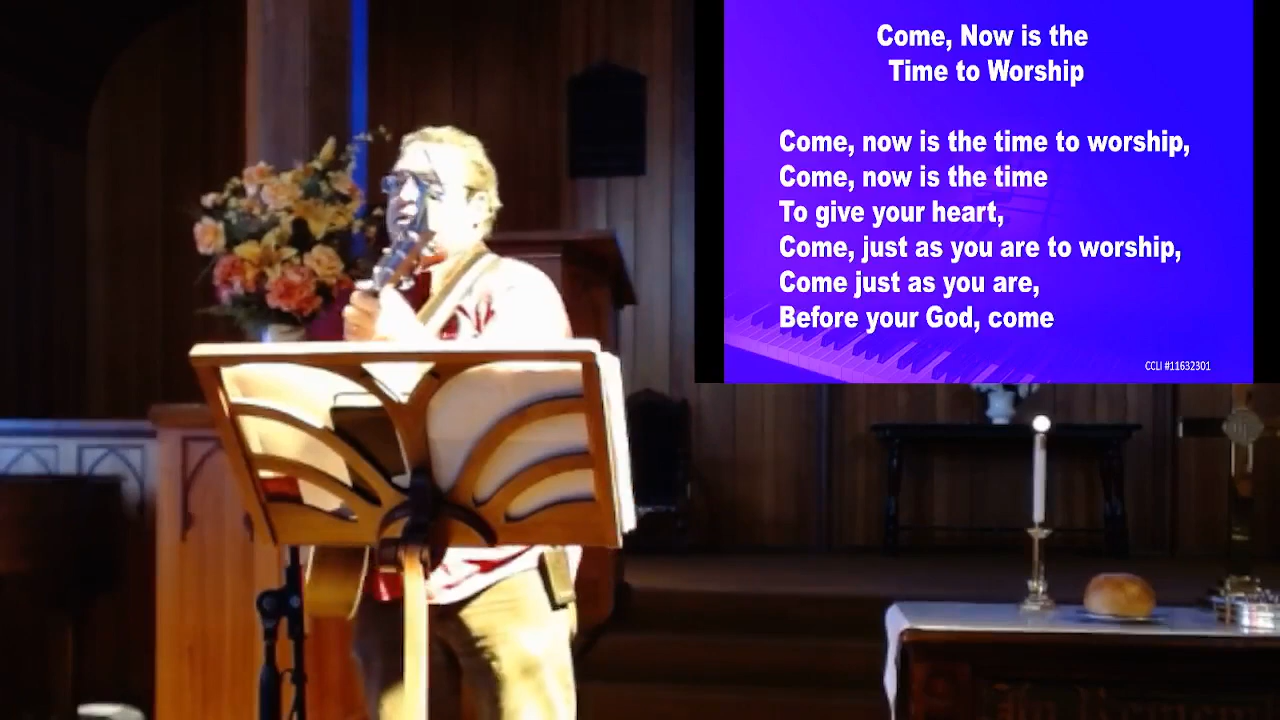 Come, Now is the
Time to Worship
Come, now is the time to worship,
Come, now is the time
To give your heart,
Come, just as you are to worship,
Come just as you are,
Before your God, come
CCLI #11632301